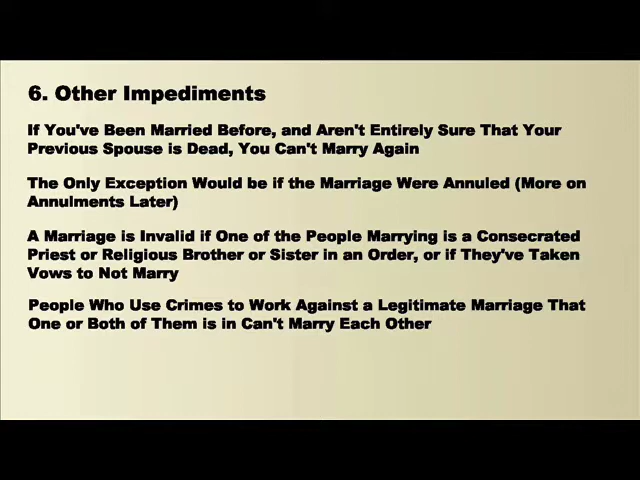 6. Other Impediments
If You've Been Married Before, and Aren't Entirely Sure That Your
Previous Spouse is Dead, You Can't Marry Again
The Only Exception Would be if the Marriage Were Annuled (More on
Annulments Later)
A Marriage is Invalid if One of the People Marrying is a Consecrated
Priest or Religious Brother or Sister in an Order, or if They've Taken
Vows to Not Marry
People Who Use Crimes to Work Against a Legitimate Marriage That
One or Both of Them is in Can't Marry Each Other